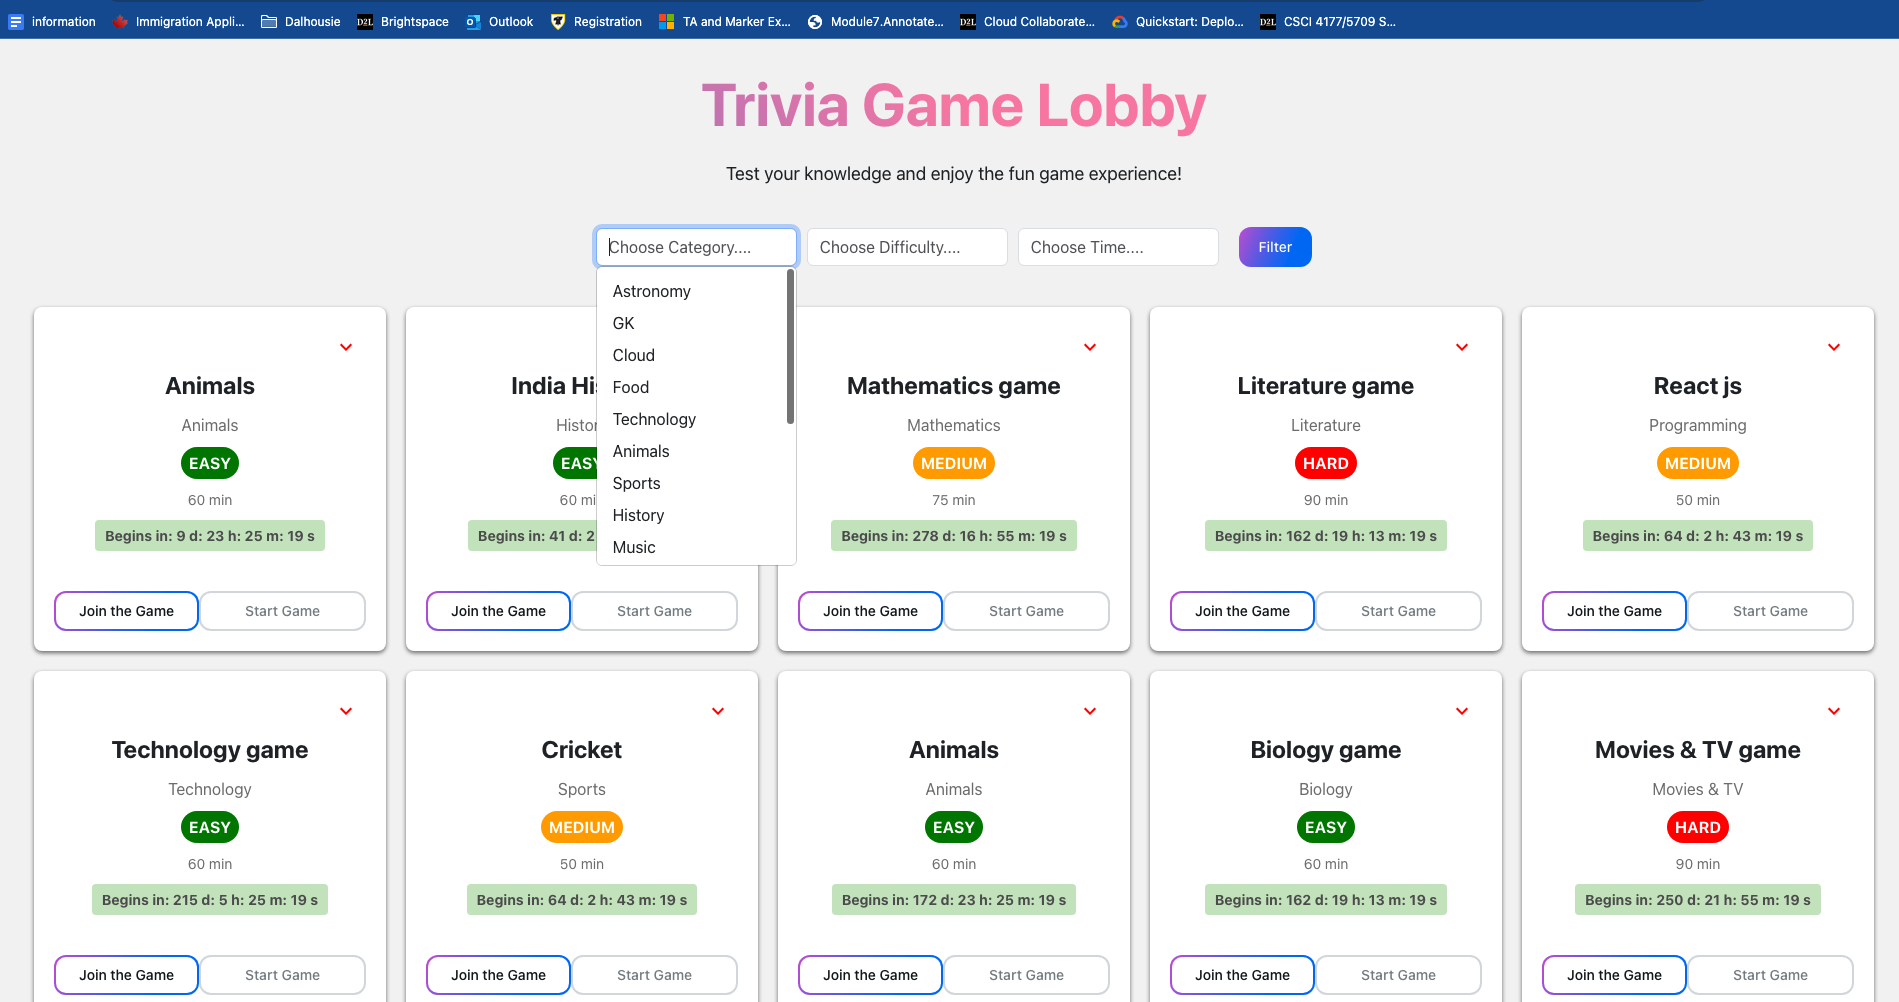 information Immigration Appli... Dalhousie Brightspace Outlook Registration TA and Marker Ex... Module7.Annotate... Cloud Collaborate... Quickstart: Deplo... CSCI 4177/5709 S...
Trivia Game Lobby
Test your knowledge and enjoy the fun game experience!
Choose Category.... Choose Difficulty.... Choose Time.... Filter
Astronomy
GK
Cloud
Food
Technology
Animals
Sports
History
Music
Animals
Animals
EASY
60 min
Begins in: 9 d: 23 h: 25 m: 19 s
Join the Game Start Game
India His
Histor
EASY
60 mi
Begins in: 41 d: 2
Join the Game Start Game
Mathematics game
Mathematics
MEDIUM
75 min
Begins in: 278 d: 16 h: 55 m: 19 s
Join the Game Start Game
Literature game
Literature
HARD
90 min
Begins in: 162 d: 19 h: 13 m: 19 s
Join the Game Start Game
React js
Programming
MEDIUM
50 min
Begins in: 64 d: 2 h: 43 m: 19 s
Join the Game Start Game
Technology game
Technology
EASY
60 min
Begins in: 215 d: 5 h: 25 m: 19 s
Join the Game Start Game
Cricket
Sports
MEDIUM
50 min
Begins in: 64 d: 2 h: 43 m: 19 s
Join the Game Start Game
Animals
Animals
EASY
60 min
Begins in: 172 d: 23 h: 25 m: 19 s
Join the Game Start Game
Biology game
Biology
EASY
60 min
Begins in: 162 d: 19 h: 13 m: 19 s
Join the Game Start Game
Movies & TV game
Movies & TV
HARD
90 min
Begins in: 250 d: 21 h: 55 m: 19 s
Join the Game Start Game